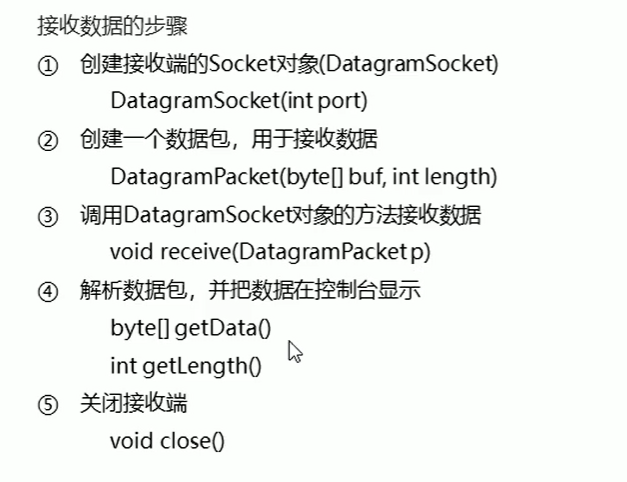 接收数据的步骤
① 创建接收端的Socket对象(DatagramSocket)
DatagramSocket(int port)
② 创建一个数据包，用于接收数据
DatagramPacket(byte[] buf, int length)
③ 调用DatagramSocket对象的方法接收数据
void receive(DatagramPacket p)
④ 解析数据包，并把数据在控制台显示
byte[] getData()
int getLength()
⑤ 关闭接收端
void close()